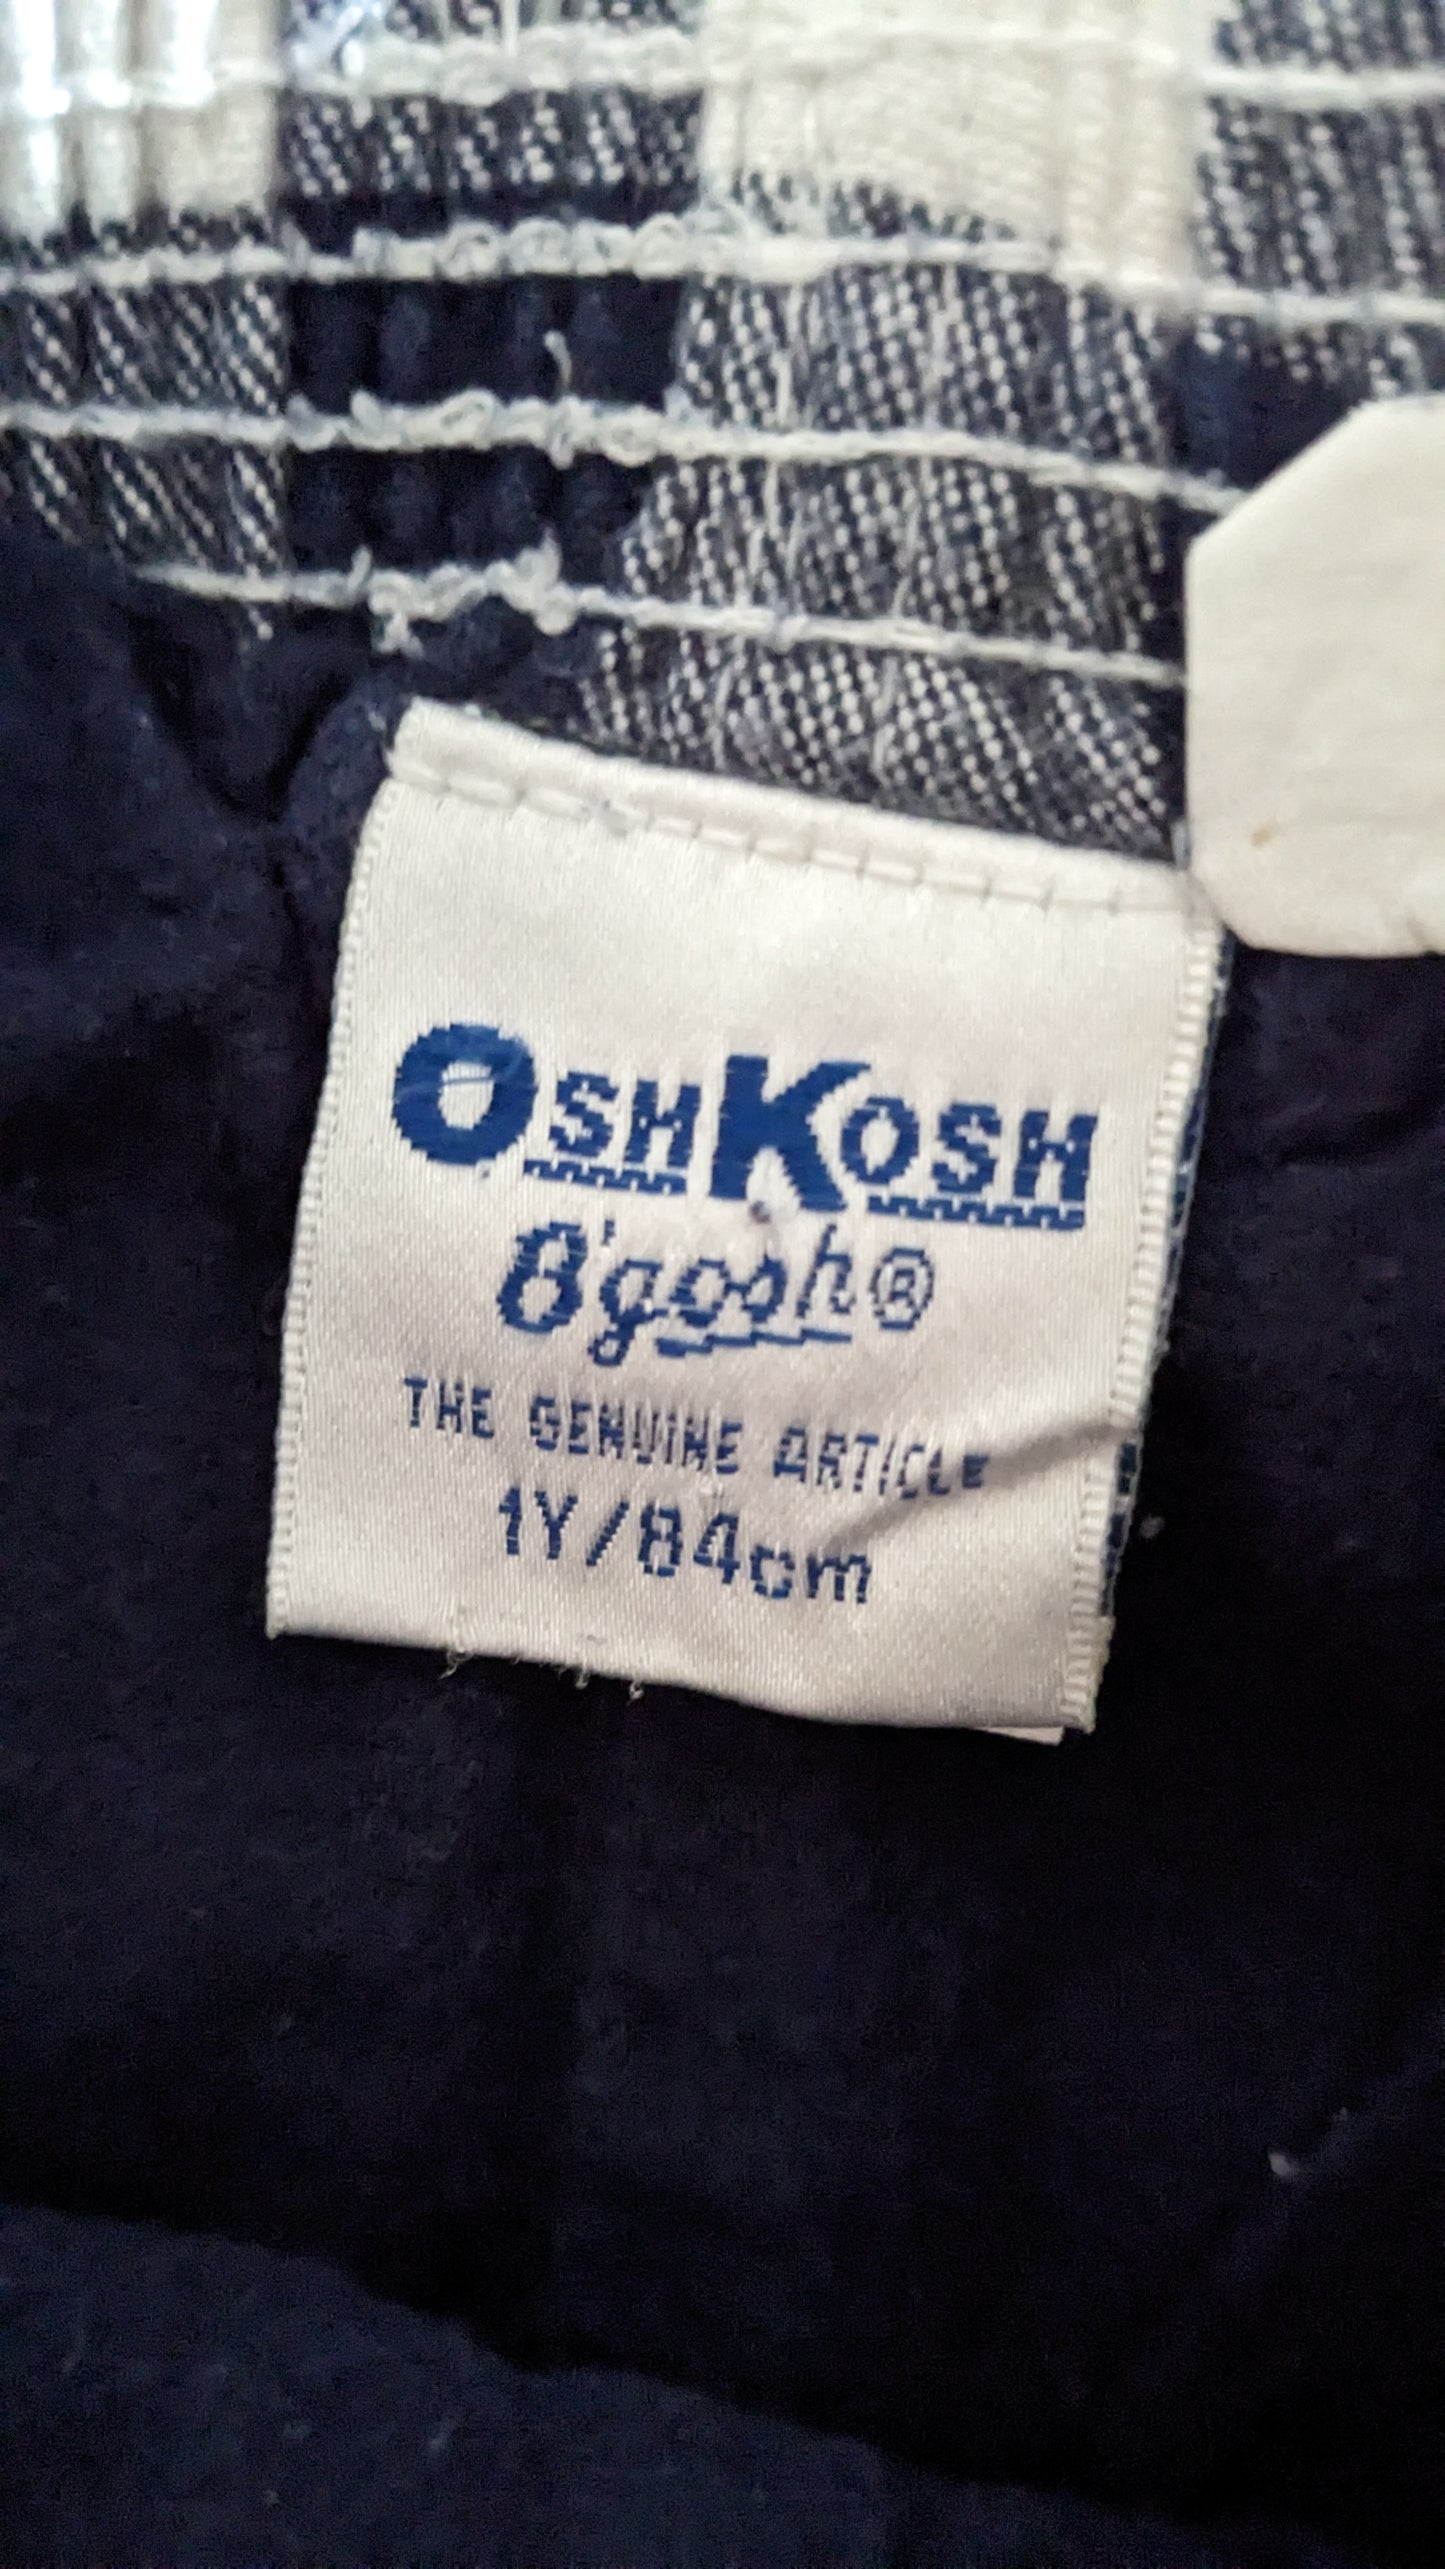 OSHKOSH
B'gosh®
THE GENUINE ARTICLE
1Y/84cm